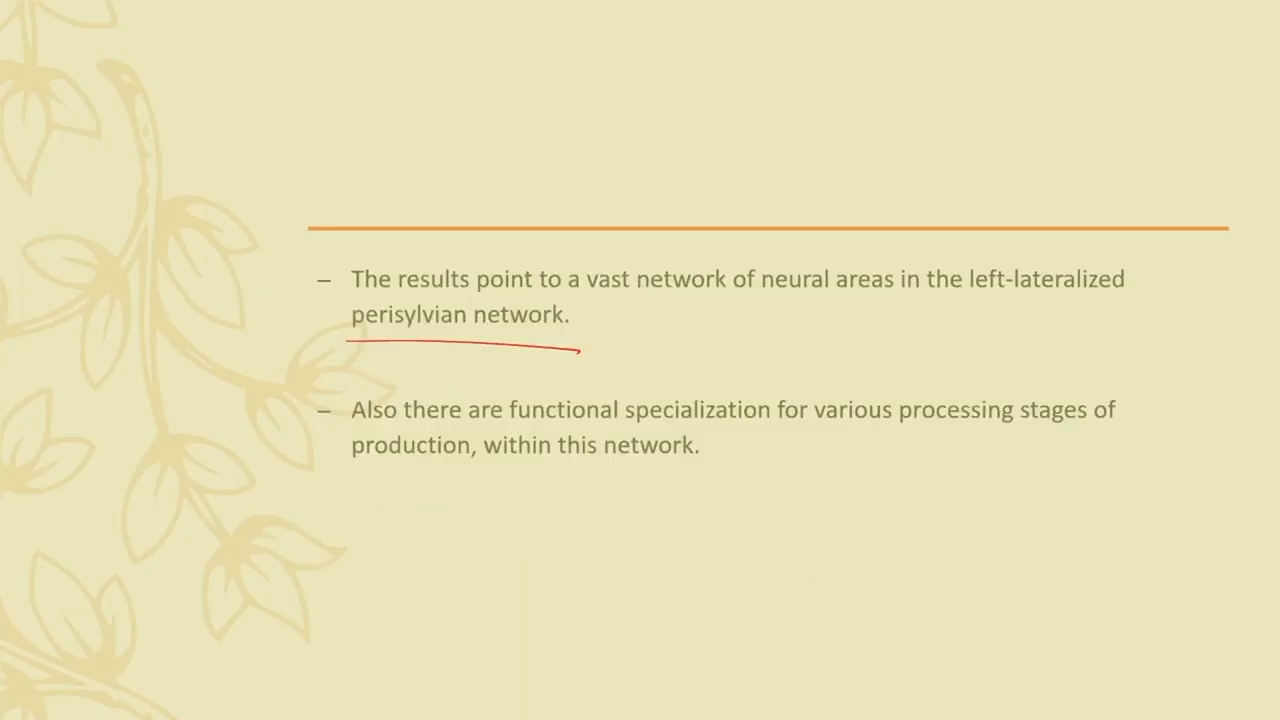 – The results point to a vast network of neural areas in the left-lateralized
perisylvian network.
– Also there are functional specialization for various processing stages of
production, within this network.